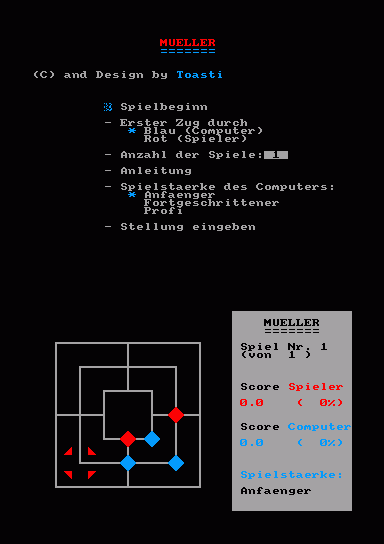 MUELLER
=======
(C) and Design by Toasti
Spielbeginn
- Erster Zug durch
* Blau (Computer)
Rot (Spieler)
- Anzahl der Spiele: 1
- Anleitung
- Spielstaerke des Computers:
* Anfaenger
Fortgeschrittener
Profi
- Stellung eingeben
MUELLER
=======
Spiel Nr. 1
(von 1 )
Score Spieler
0.0 ( 0%)
Score Computer
0.0 ( 0%)
Spielstaerke:
Anfaenger